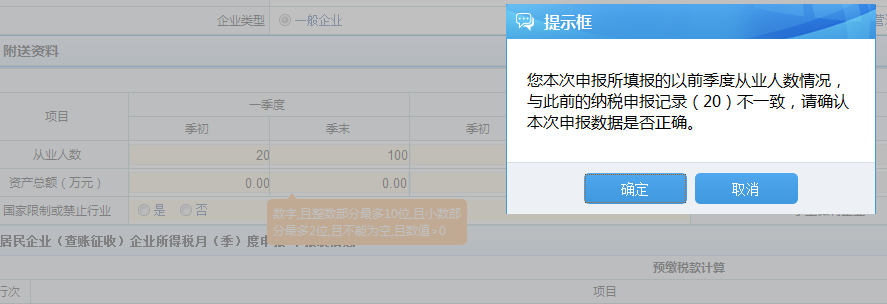 企业类型 一般企业
提示框
您本次申报所填报的以前季度从业人数情况，
与此前的纳税申报记录（20）不一致，请确认
本次申报数据是否正确。
确定 取消
附送资料
项目 一季度
季初 季末 季初
从业人数 20 100
资产总额（万元） 0.00 0.00
国家限制或禁止行业 是 否
数字,且整数部分最多10位,且小数部
分最多2位,且不能为空,且数值>0
居民企业（查账征收）企业所得税月（季）度申报
预缴税款计算
行次 项目